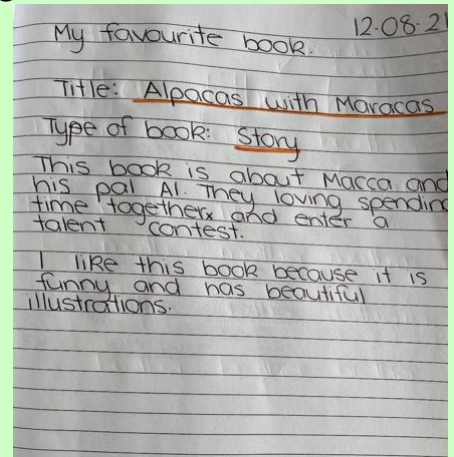 12.08.21
My favourite book.
Title: Alpacas with Maracas
Type of book: Story
This book is about Macca and
his pal Al. They loving spending
time together and enter a
talent contest.
I like this book because it is
funny and has beautiful
illustrations.